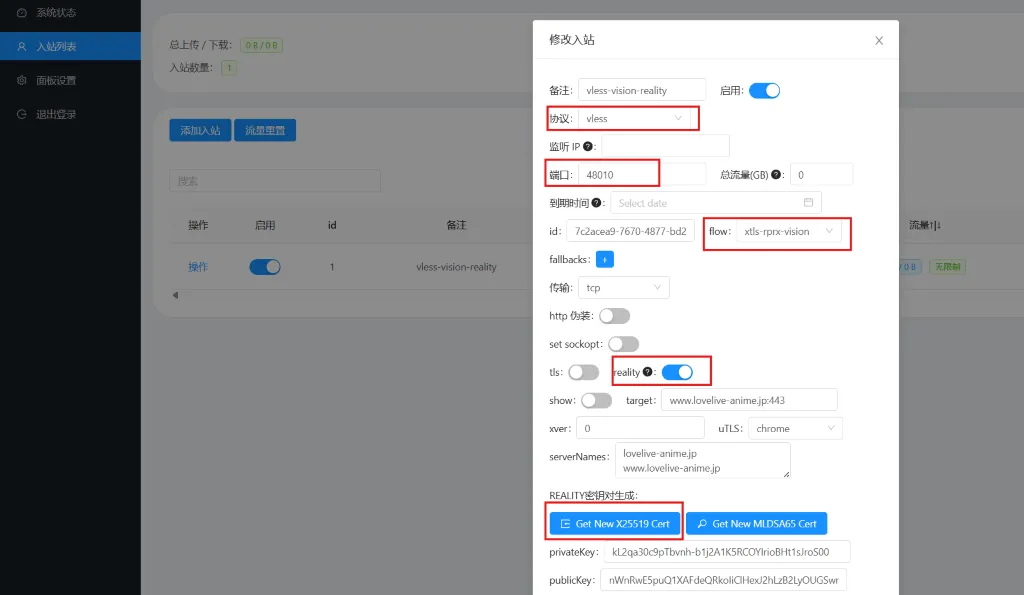 系统状态
入站列表
面板设置
退出登录
总上传 / 下载: 0 B / 0 B
入站数量: 1
添加入站 流量重置
搜索
操作 启用 id 备注 流量↑|↓
操作 1 vless-vision-reality / 0 B 无限制
修改入站
备注: vless-vision-reality 启用:
协议: vless
监听 IP ?:
端口: 48010 总流量(GB) ?: 0
到期时间 ?: Select date
id: 7c2acea9-7670-4877-bd2 flow: xtls-rprx-vision
fallbacks: +
传输: tcp
http 伪装:
set sockopt:
tls: reality ?:
show: target: www.lovelive-anime.jp:443
xver: 0 uTLS: chrome
serverNames: lovelive-anime.jp
www.lovelive-anime.jp
REALITY密钥对生成:
Get New X25519 Cert Get New MLDSA65 Cert
privateKey: kL2qa30c9pTbvnh-b1j2A1K5RCOYIrioBHt1sJroS00
publicKey: nWnRwE5puQ1XAFdeQRkoIiClHexJ2hLzB2LyOUGSwr